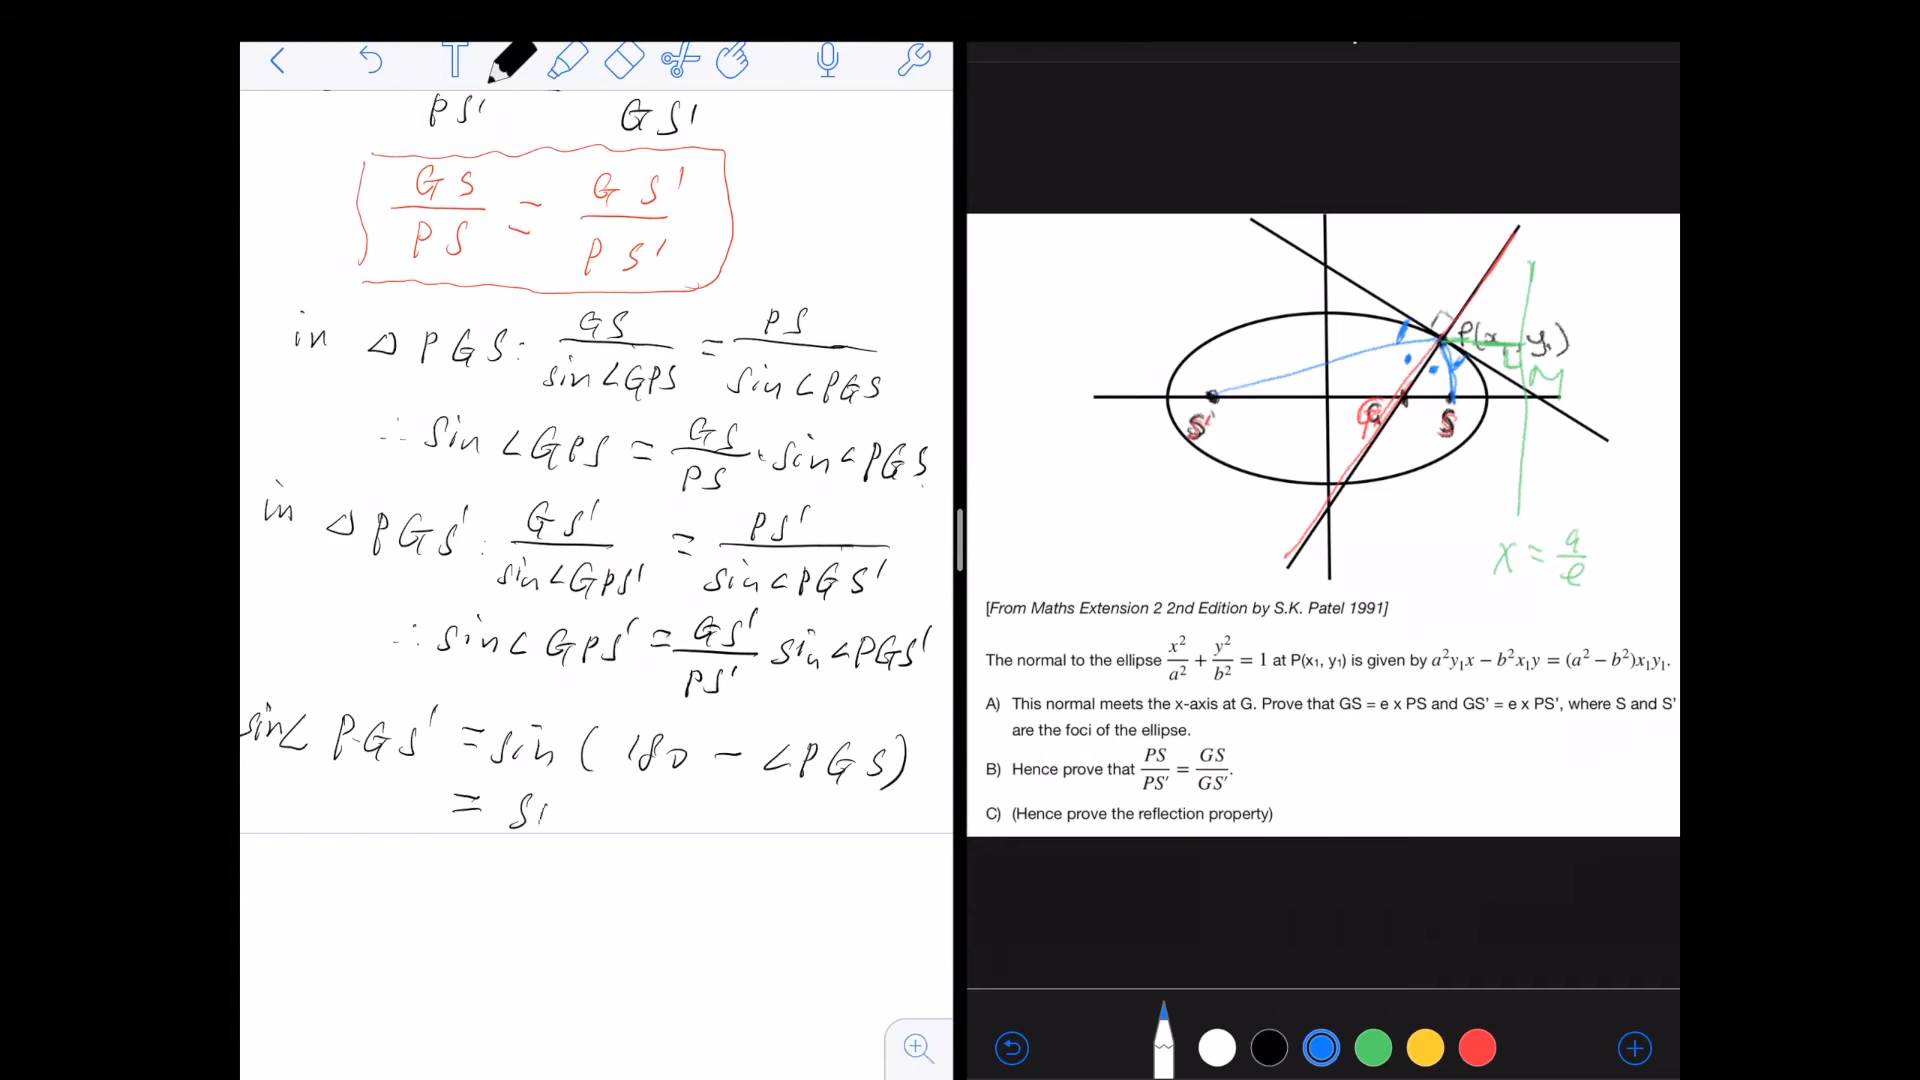 PS' GS'
GS/PS = GS'/PS'
in △PGS: GS/sin∠GPS = PS/sin∠PGS
∴ sin∠GPS = GS/PS · sin∠PGS
in △PGS': GS'/sin∠GPS' = PS'/sin∠PGS'
∴ sin∠GPS' = GS'/PS' sin∠PGS'
sin∠PGS' = sin(180 − ∠PGS)
= si
P(x₁, y₁)
M
S' G S
x = a/e
[From Maths Extension 2 2nd Edition by S.K. Patel 1991]
The normal to the ellipse x²/a² + y²/b² = 1 at P(x₁, y₁) is given by a²y₁x − b²x₁y = (a² − b²)x₁y₁.
A) This normal meets the x-axis at G. Prove that GS = e x PS and GS’ = e x PS’, where S and S’
are the foci of the ellipse.
B) Hence prove that PS/PS′ = GS/GS′.
C) (Hence prove the reflection property)